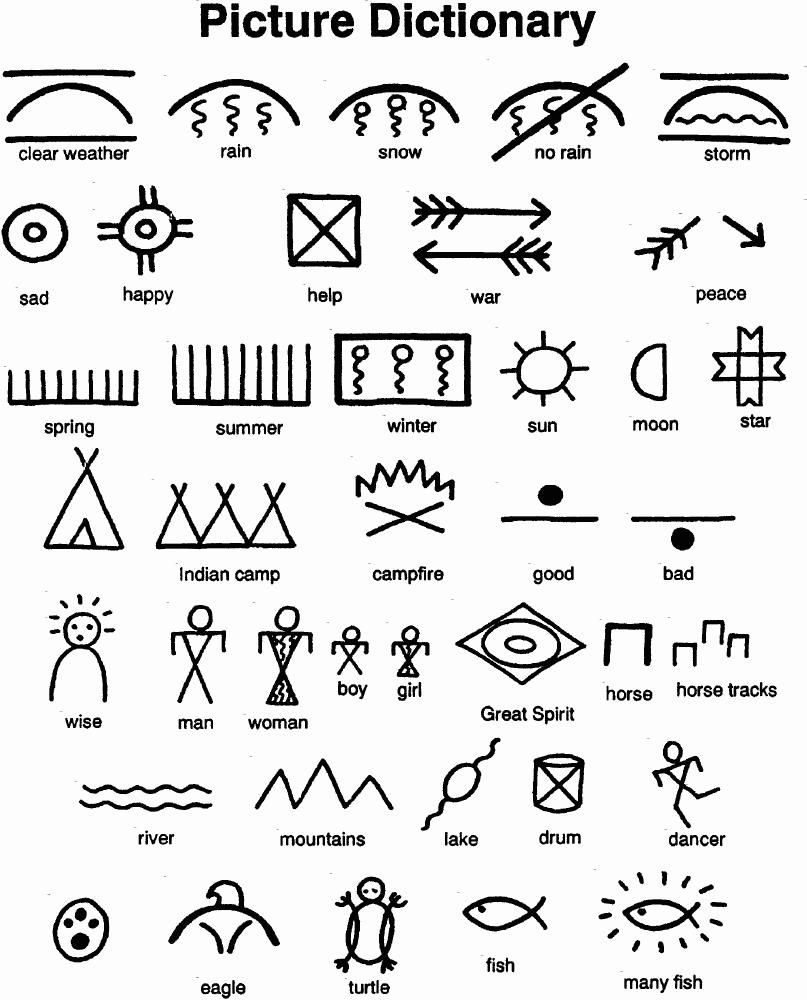 Picture Dictionary
clear weather rain snow no rain storm
sad happy help war peace
spring summer winter sun moon star
Indian camp campfire good bad
wise man woman boy girl Great Spirit horse horse tracks
river mountains lake drum dancer
eagle turtle fish many fish